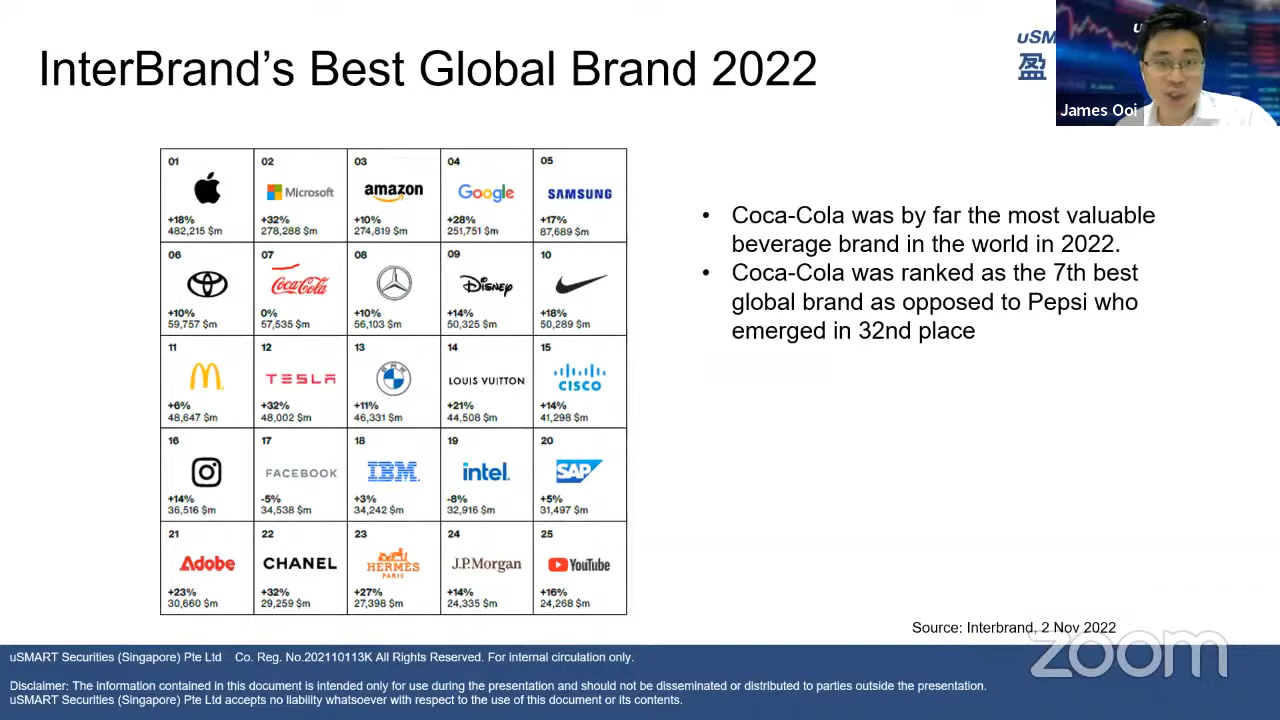 InterBrand's Best Global Brand 2022
uSM
盈
u
James Ooi
01
+18%
482,215 $m
02
Microsoft
+32%
278,288 $m
03
amazon
+10%
274,819 $m
04
Google
+28%
251,751 $m
05
SAMSUNG
+17%
87,689 $m
06
+10%
59,757 $m
07
Coca-Cola
0%
57,535 $m
08
+10%
56,103 $m
09
Disney
+14%
50,325 $m
10
+18%
50,289 $m
11
+6%
48,647 $m
12
TESLA
+32%
48,002 $m
13
BMW
+11%
46,331 $m
14
LOUIS VUITTON
+21%
44,508 $m
15
CISCO
+14%
41,298 $m
16
+14%
36,516 $m
17
FACEBOOK
-5%
34,538 $m
18
IBM.
+3%
34,242 $m
19
intel.
-8%
32,916 $m
20
SAP
+5%
31,497 $m
21
Adobe
+23%
30,660 $m
22
CHANEL
+32%
29,259 $m
23
HERMES
PARIS
+27%
27,398 $m
24
J.P.Morgan
+14%
24,335 $m
25
YouTube
+16%
24,268 $m
• Coca-Cola was by far the most valuable
beverage brand in the world in 2022.
• Coca-Cola was ranked as the 7th best
global brand as opposed to Pepsi who
emerged in 32nd place
Source: Interbrand, 2 Nov 2022
zoom
uSMART Securities (Singapore) Pte Ltd Co. Reg. No.202110113K All Rights Reserved. For internal circulation only.
Disclaimer: The information contained in this document is intended only for use during the presentation and should not be disseminated or distributed to parties outside the presentation.
uSMART Securities (Singapore) Pte Ltd accepts no liability whatsoever with respect to the use of this document or its contents.